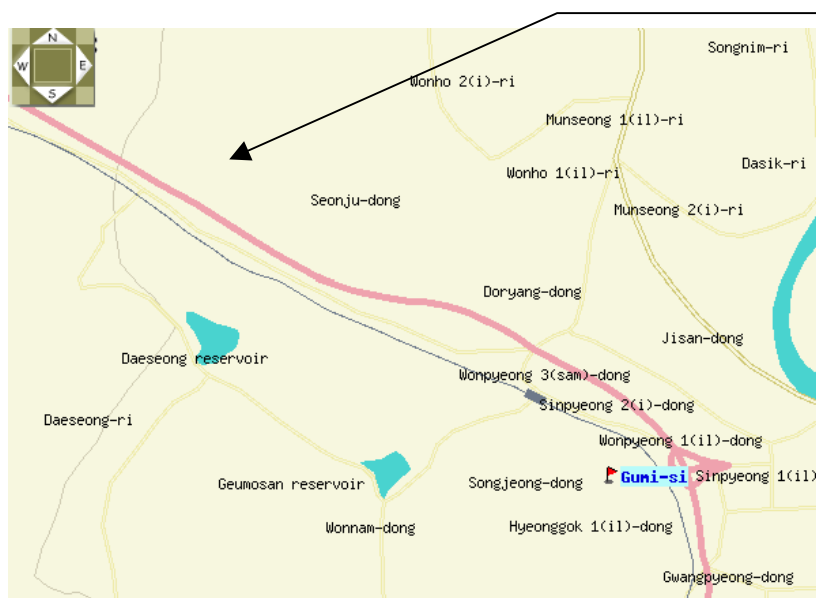 N
W E
S
Songnim-ri
Wonho 2(i)-ri
Munseong 1(il)-ri
Dasik-ri
Wonho 1(il)-ri
Seonju-dong
Munseong 2(i)-ri
Doryang-dong
Jisan-dong
Daeseong reservoir
Wonpyeong 3(sam)-dong
Sinpyeong 2(i)-dong
Daeseong-ri
Wonpyeong 1(il)-dong
Geumosan reservoir
Songjeong-dong
Gumi-si
Sinpyeong 1(il)
Wonnam-dong
Hyeonggok 1(il)-dong
Gwangpyeong-dong